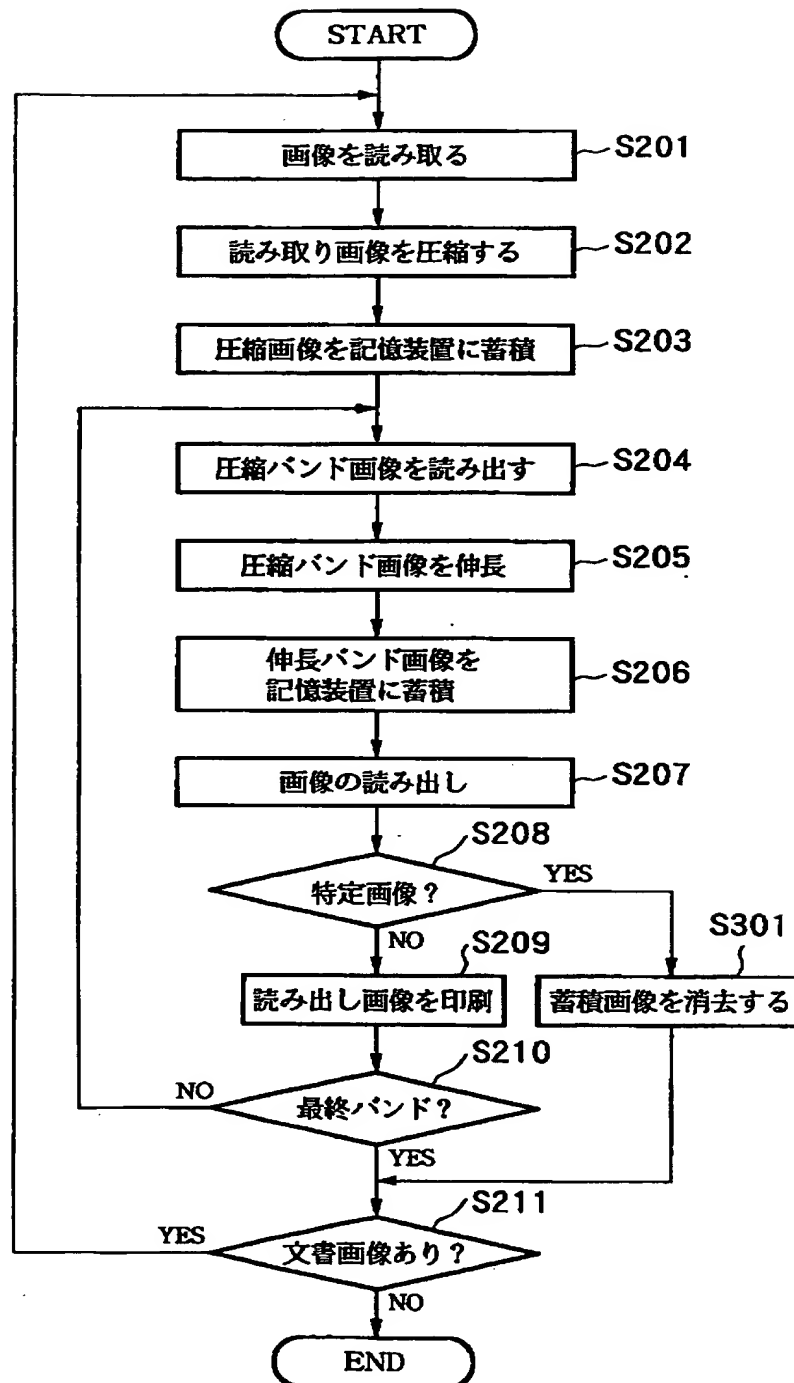 START
画像を読み取る
S201
読み取り画像を圧縮する
S202
圧縮画像を記憶装置に蓄積
S203
圧縮バンド画像を読み出す
S204
圧縮バンド画像を伸長
S205
伸長バンド画像を
記憶装置に蓄積
S206
画像の読み出し
S207
S208
特定画像?
YES
NO
S209
読み出し画像を印刷
S301
蓄積画像を消去する
S210
NO
最終バンド?
YES
S211
YES
文書画像あり?
NO
END